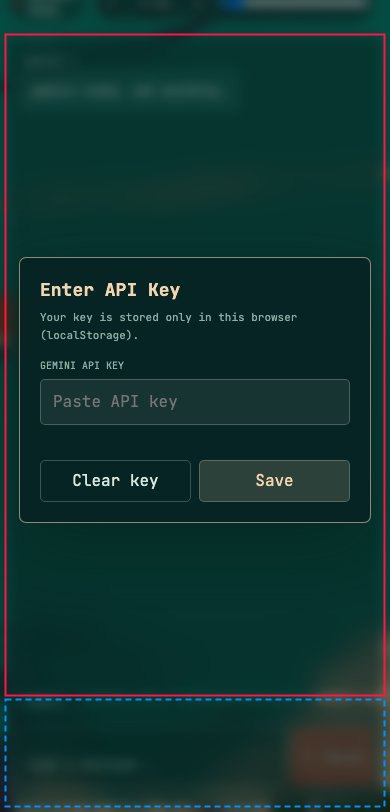 Enter API Key
Your key is stored only in this browser
(localStorage).
GEMINI API KEY
Paste API key
Clear key
Save